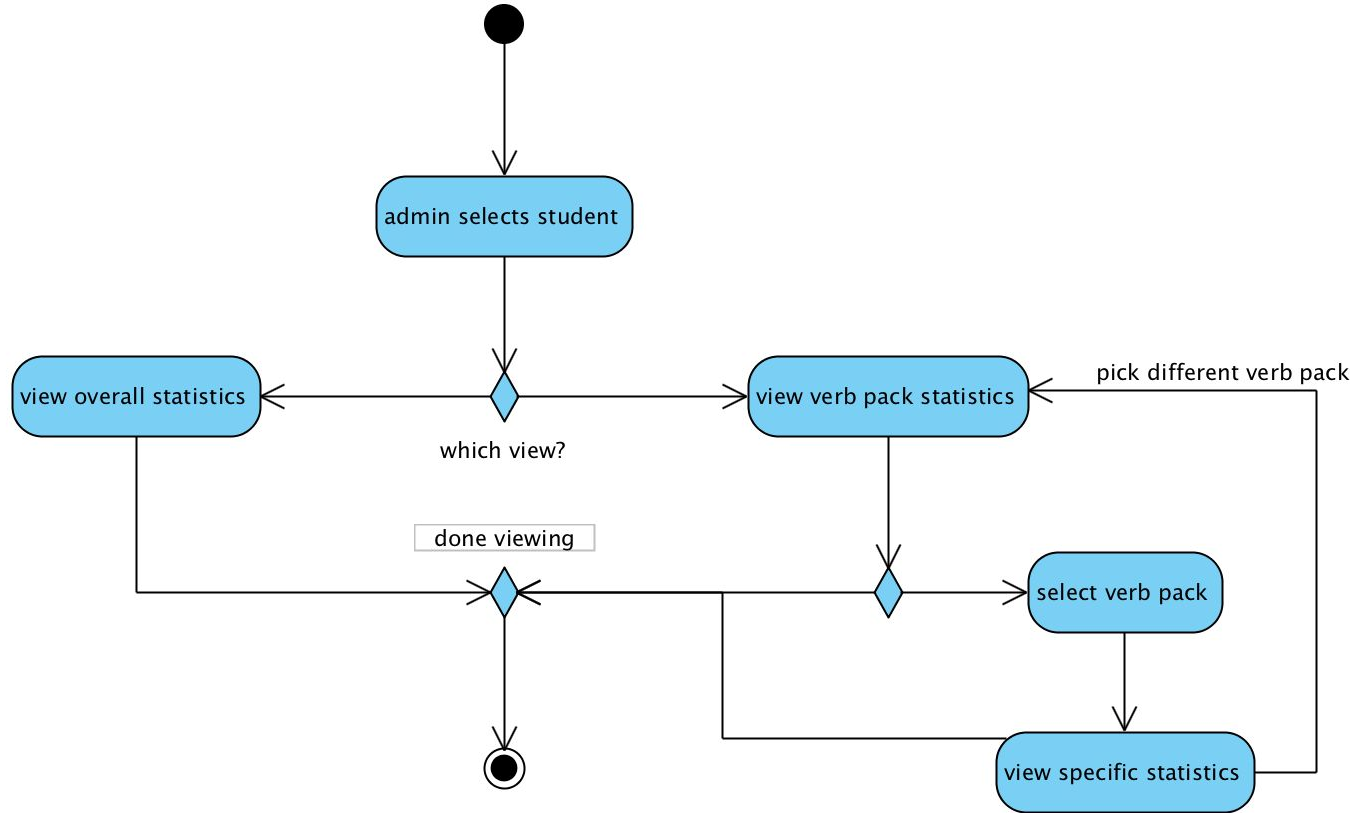 admin selects student
pick different verb pack
view overall statistics
view verb pack statistics
which view?
done viewing
select verb pack
view specific statistics